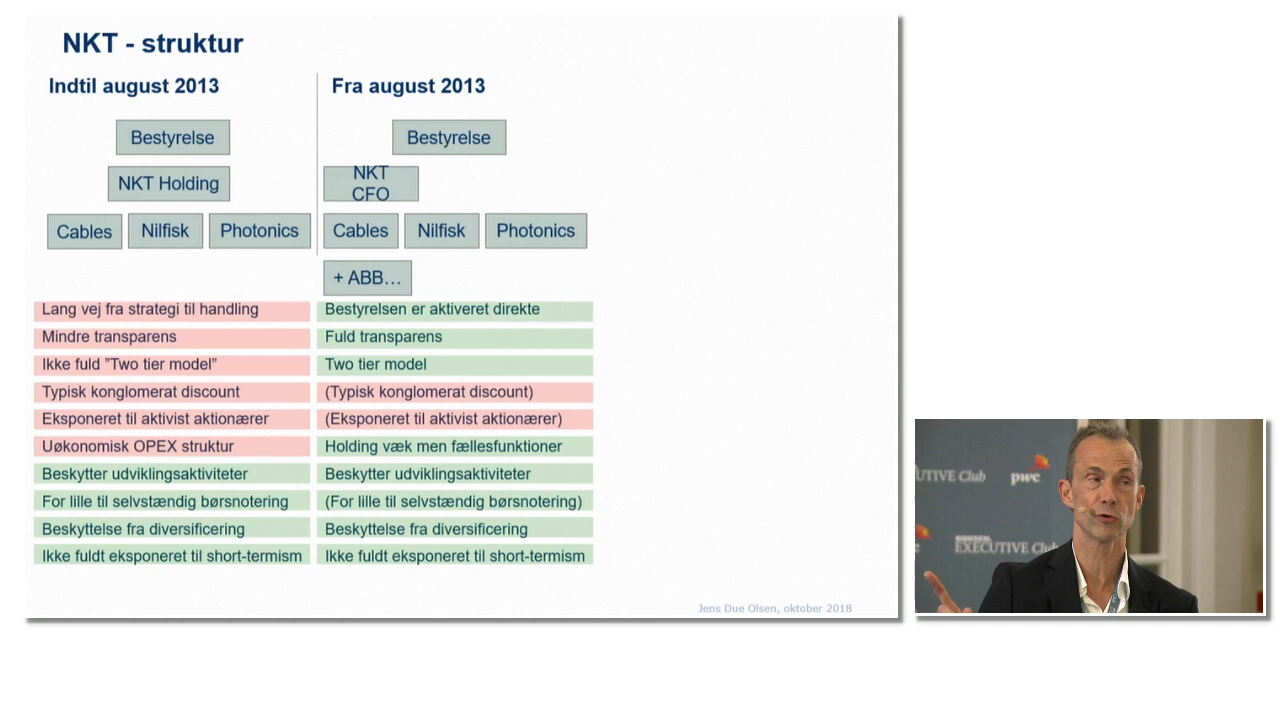 NKT - struktur
Indtil august 2013
Bestyrelse
NKT Holding
Cables
Nilfisk
Photonics
Fra august 2013
Bestyrelse
NKT
CFO
Cables
Nilfisk
Photonics
+ ABB…
Lang vej fra strategi til handling
Mindre transparens
Ikke fuld ”Two tier model”
Typisk konglomerat discount
Eksponeret til aktivist aktionærer
Uøkonomisk OPEX struktur
Beskytter udviklingsaktiviteter
For lille til selvstændig børsnotering
Beskyttelse fra diversificering
Ikke fuldt eksponeret til short-termism
Bestyrelsen er aktiveret direkte
Fuld transparens
Two tier model
(Typisk konglomerat discount)
(Eksponeret til aktivist aktionærer)
Holding væk men fællesfunktioner
Beskytter udviklingsaktiviteter
(For lille til selvstændig børsnotering)
Beskyttelse fra diversificering
Ikke fuldt eksponeret til short-termism
Jens Due Olsen, oktober 2018
UTIVE Club
pwc
EXECUTIVE Club